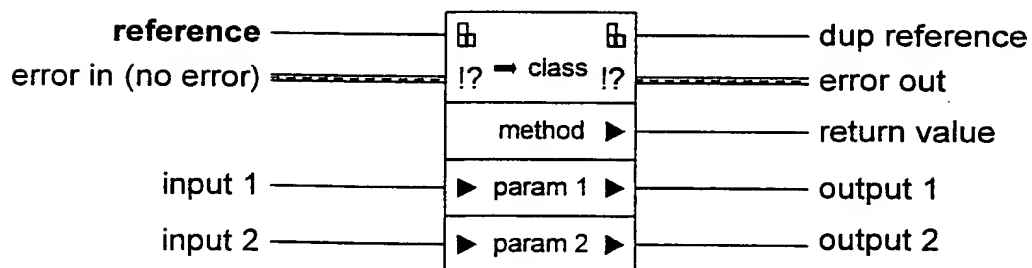 reference dup reference
error in (no error) !? class !? error out
method return value
input 1 param 1 output 1
input 2 param 2 output 2